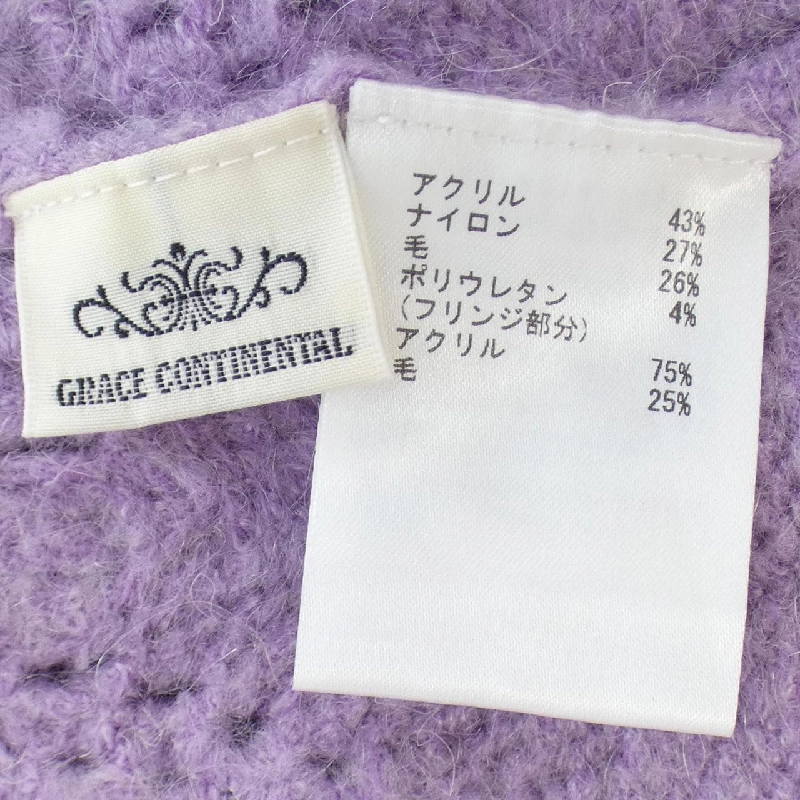 GRACE CONTINENTAL
アクリル 43%
ナイロン 27%
毛 26%
ポリウレタン 4%
(フリンジ部分)
アクリル 75%
毛 25%